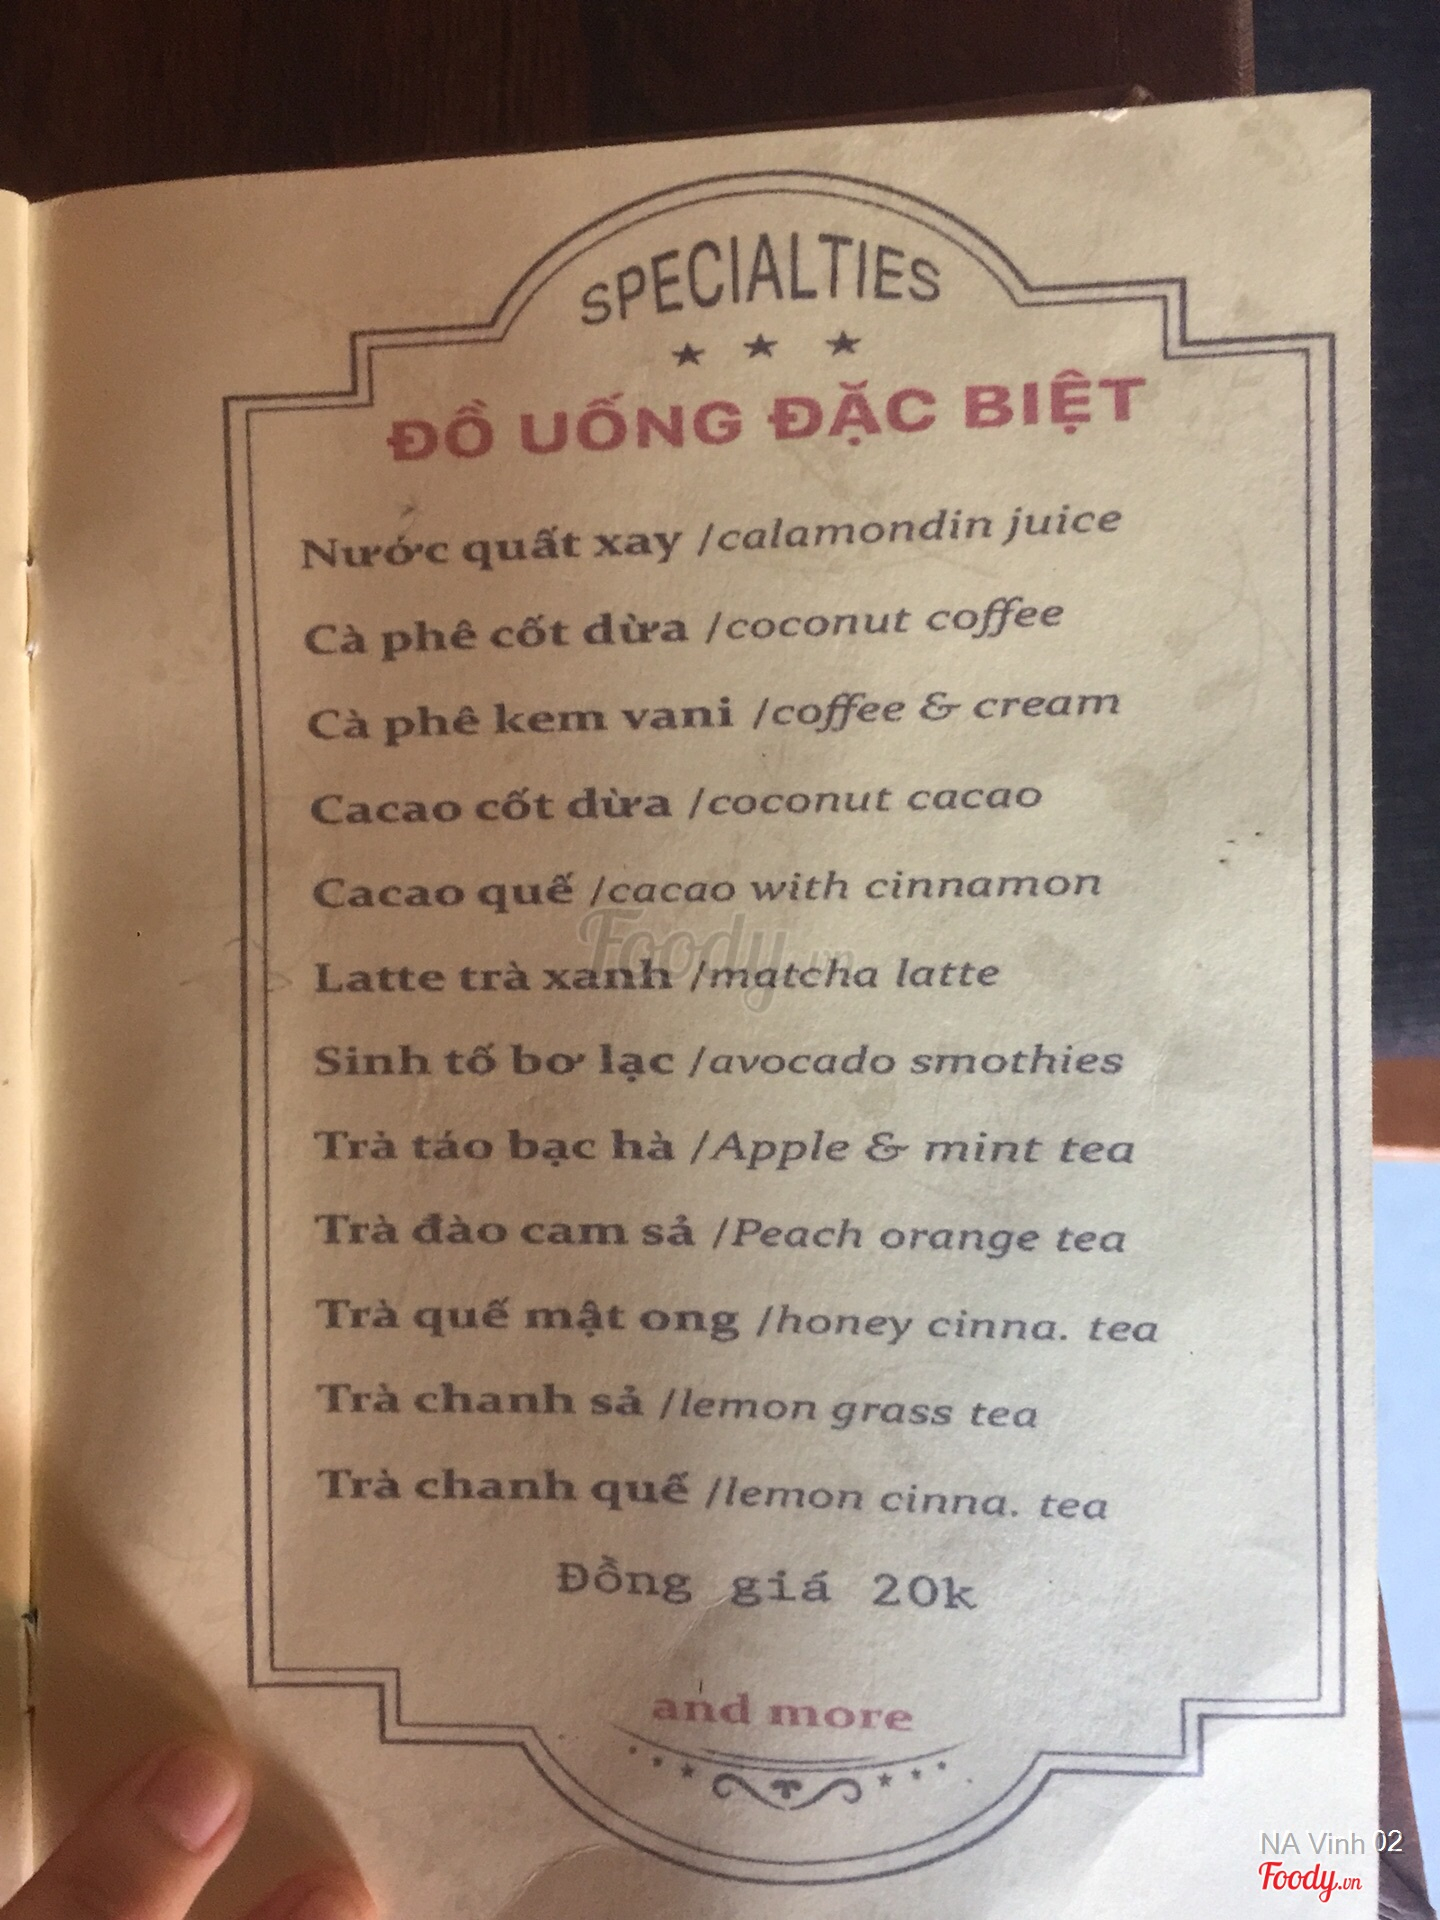 SPECIALTIES
ĐỒ UỐNG ĐẶC BIỆT
Nước quất xay /calamondin juice
Cà phê cốt dừa /coconut coffee
Cà phê kem vani /coffee & cream
Cacao cốt dừa /coconut cacao
Cacao quế /cacao with cinnamon
Foody.vn
Latte trà xanh /matcha latte
Sinh tố bơ lạc /avocado smothies
Trà táo bạc hà /Apple & mint tea
Trà đào cam sả /Peach orange tea
Trà quế mật ong /honey cinna. tea
Trà chanh sả /lemon grass tea
Trà chanh quế /lemon cinna. tea
Đồng giá 20k
and more
NA Vinh 02
Foody.vn